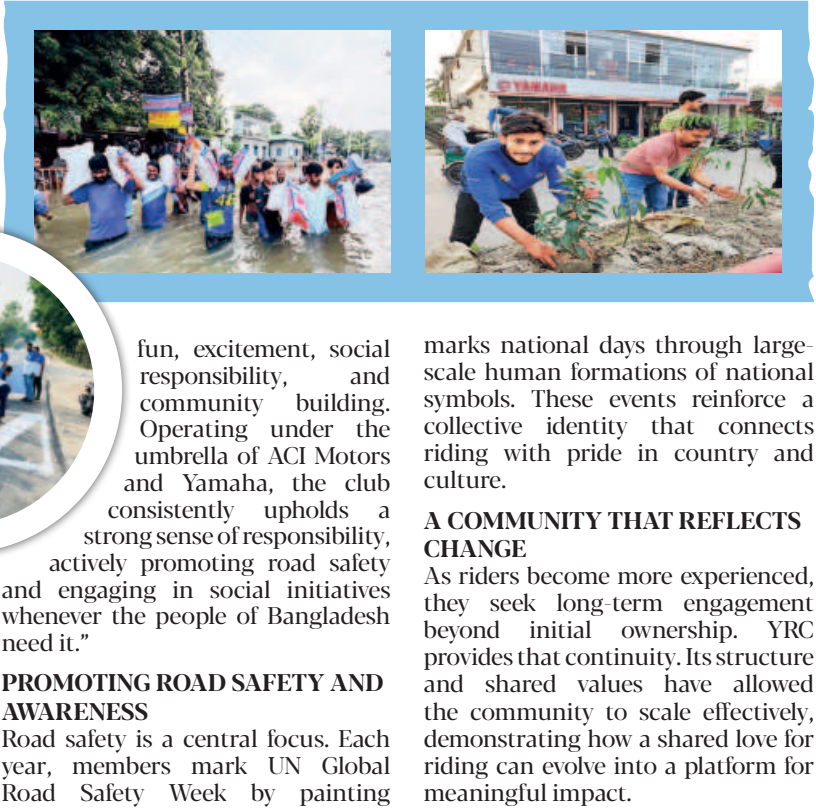 YAMAHA
46
fun, excitement, social
responsibility, and
community building.
Operating under the
umbrella of ACI Motors
and Yamaha, the club
consistently upholds a
strong sense of responsibility,
actively promoting road safety
and engaging in social initiatives
whenever the people of Bangladesh
need it.”
PROMOTING ROAD SAFETY AND
AWARENESS
Road safety is a central focus. Each
year, members mark UN Global
Road Safety Week by painting
marks national days through large-
scale human formations of national
symbols. These events reinforce a
collective identity that connects
riding with pride in country and
culture.
A COMMUNITY THAT REFLECTS
CHANGE
As riders become more experienced,
they seek long-term engagement
beyond initial ownership. YRC
provides that continuity. Its structure
and shared values have allowed
the community to scale effectively,
demonstrating how a shared love for
riding can evolve into a platform for
meaningful impact.